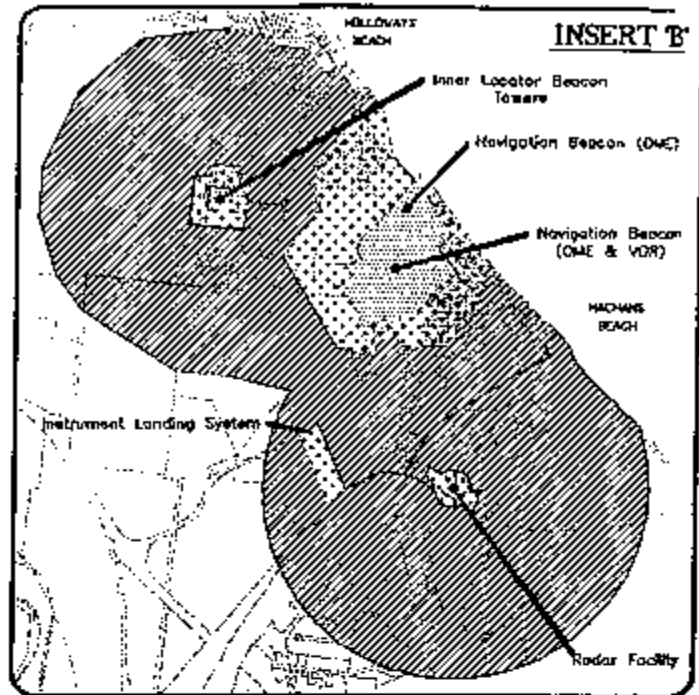 HOLLOWAYS
BEACH
INSERT 'B'
Inner Locator Beacon
Towers
Navigation Beacon (DME)
Navigation Beacon
(DME & VOR)
MACHANS
BEACH
Instrument Landing System
Radar Facility